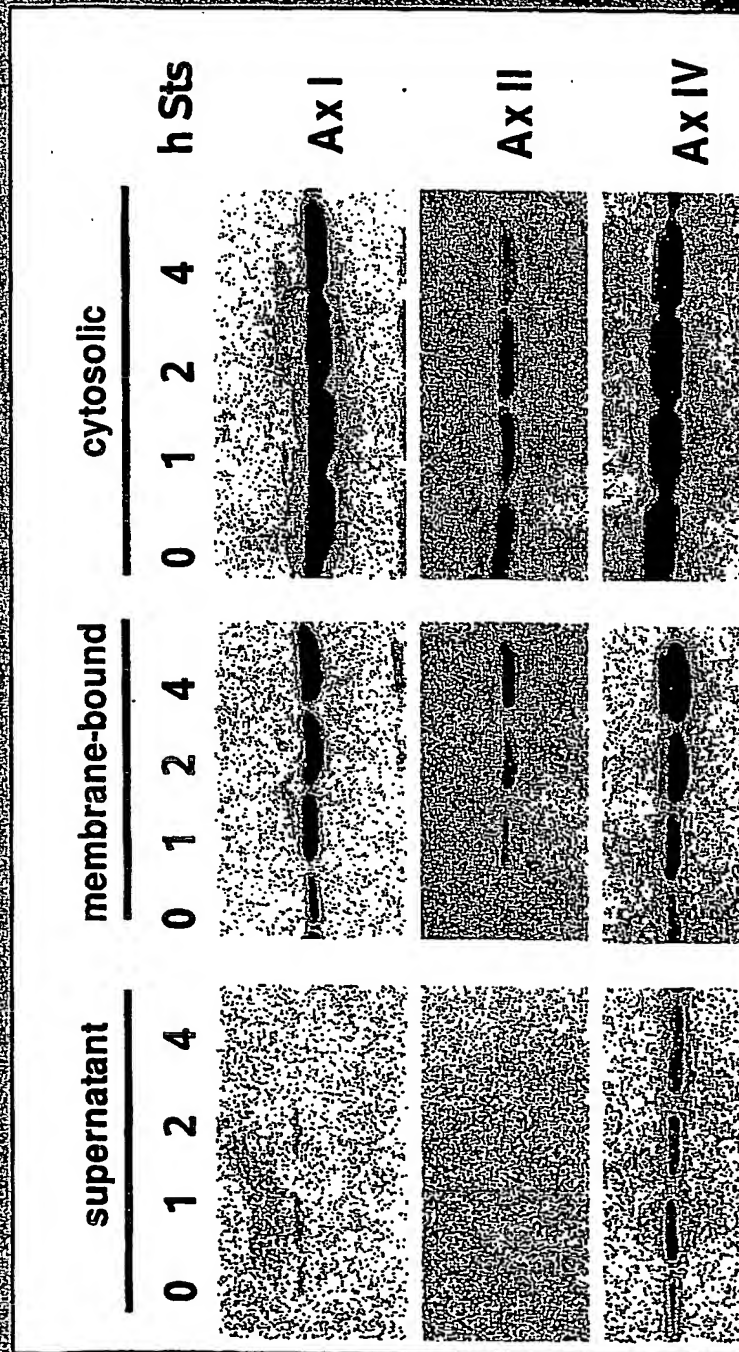 supernatant membrane-bound cytosolic
0 1 2 4 0 1 2 4 0 1 2 4 h Sts
Ax I
Ax II
Ax IV